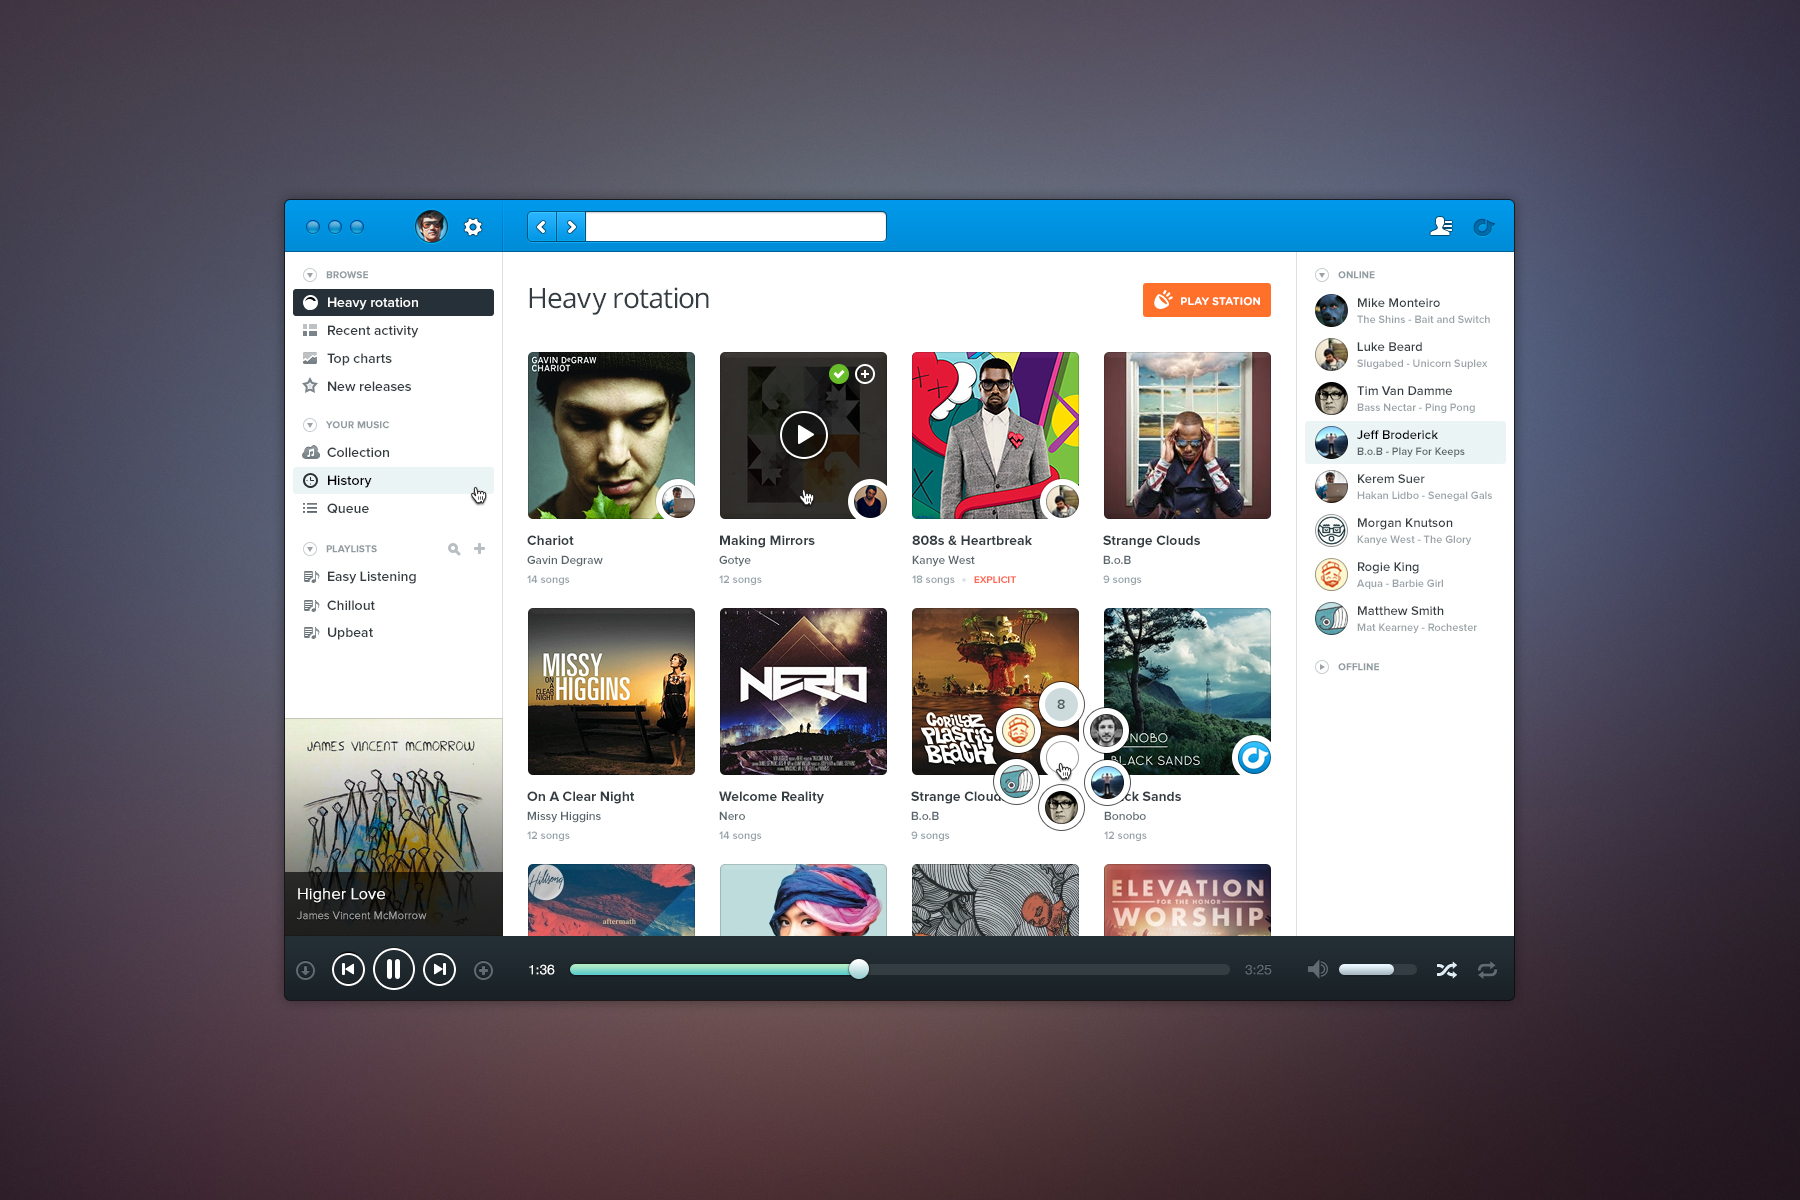 BROWSE
Heavy rotation
Recent activity
Top charts
New releases
YOUR MUSIC
Collection
History
Queue
PLAYLISTS
Easy Listening
Chillout
Upbeat
JAMES VINCENT MCMORROW
Higher Love
James Vincent McMorrow
Heavy rotation
PLAY STATION
GAVIN DeGRAW
CHARIOT
Chariot
Gavin Degraw
14 songs
Making Mirrors
Gotye
12 songs
808s & Heartbreak
Kanye West
18 songs • EXPLICIT
Strange Clouds
B.o.B
9 songs
MISSY
HIGGINS
ON
A
CLEAR
NIGHT
On A Clear Night
Missy Higgins
12 songs
NERO
Welcome Reality
Nero
14 songs
GORILLAZ
PLASTIC
BEACH
8
Strange Cloud
B.o.B
9 songs
NOBO
BLACK SANDS
ck Sands
Bonobo
12 songs
Hillsong
aftermath
ELEVATION
FOR THE HONOR
WORSHIP
ONLINE
Mike Monteiro
The Shins - Bait and Switch
Luke Beard
Slugabed - Unicorn Suplex
Tim Van Damme
Bass Nectar - Ping Pong
Jeff Broderick
B.o.B - Play For Keeps
Kerem Suer
Hakan Lidbo - Senegal Gals
Morgan Knutson
Kanye West - The Glory
Rogie King
Aqua - Barbie Girl
Matthew Smith
Mat Kearney - Rochester
OFFLINE
1:36
3:25